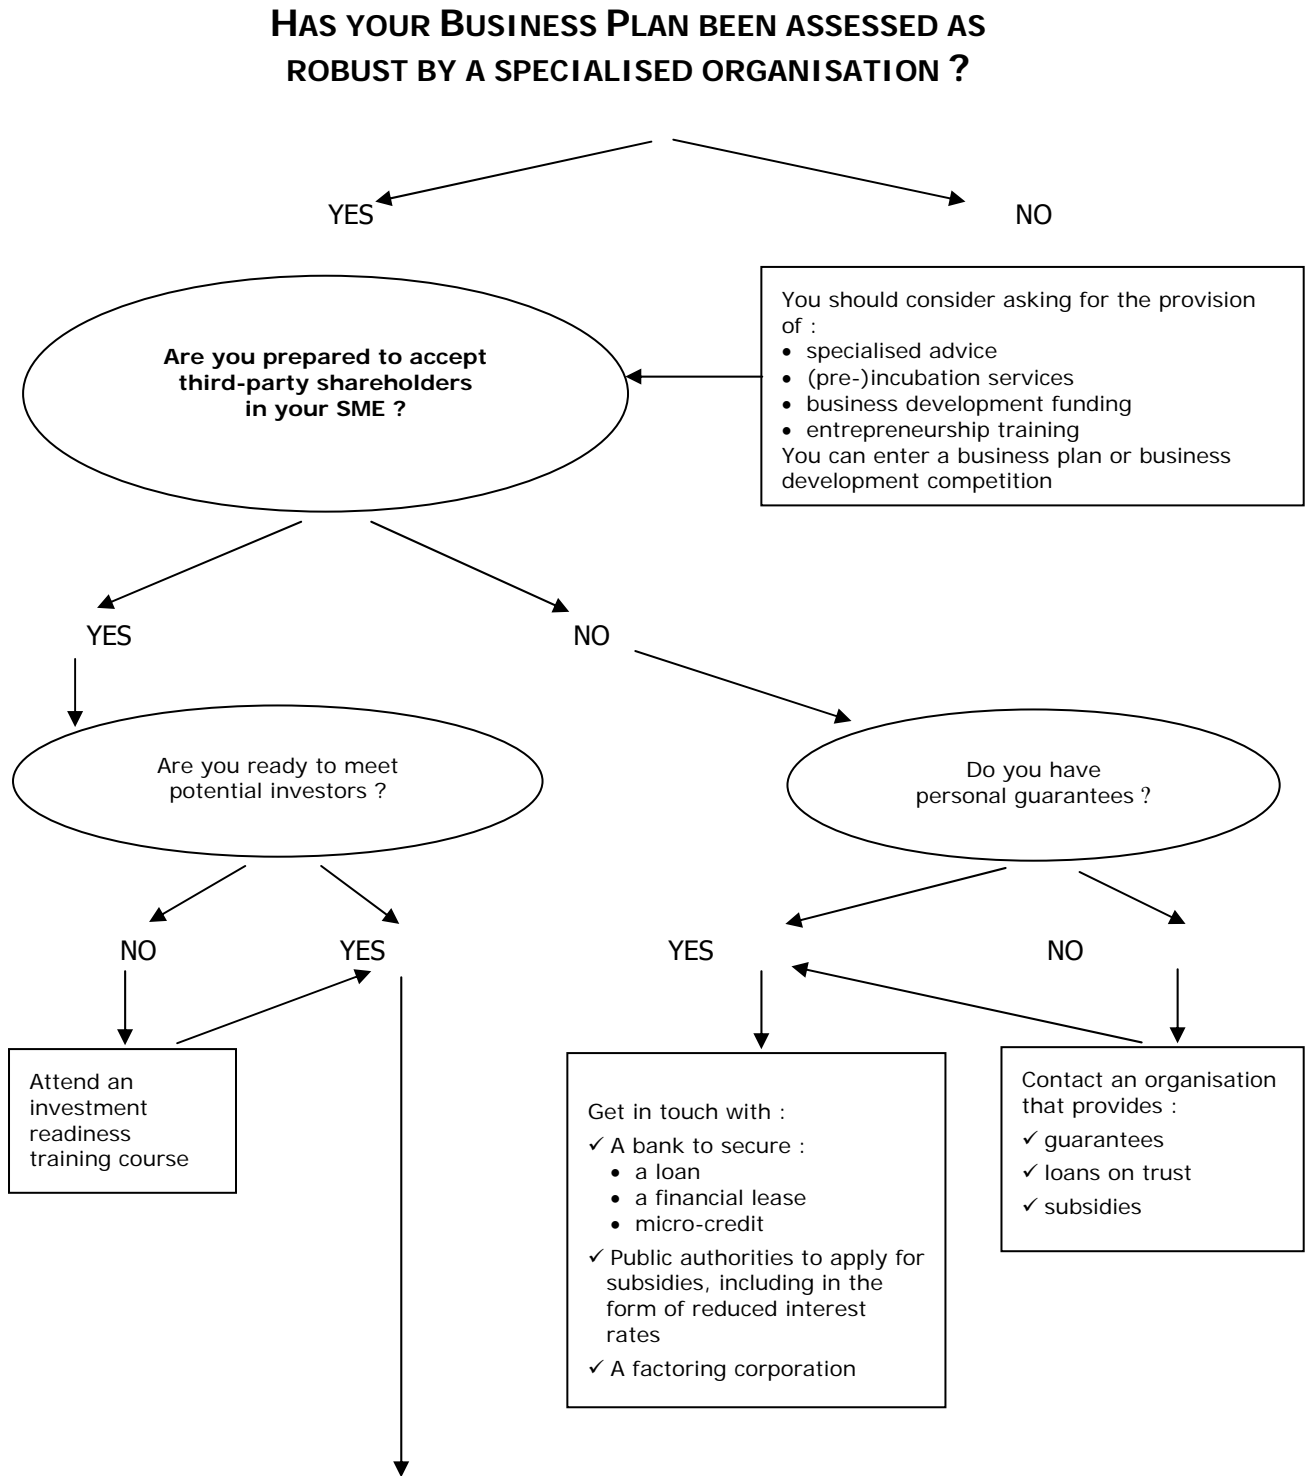 HAS YOUR BUSINESS PLAN BEEN ASSESSED AS
ROBUST BY A SPECIALISED ORGANISATION ?
YES
NO
Are you prepared to accept
third-party shareholders
in your SME ?
You should consider asking for the provision
of :
• specialised advice
• (pre-)incubation services
• business development funding
• entrepreneurship training
You can enter a business plan or business
development competition
YES
NO
Are you ready to meet
potential investors ?
Do you have
personal guarantees ?
NO
YES
YES
NO
Attend an
investment
readiness
training course
Get in touch with :
✓ A bank to secure :
• a loan
• a financial lease
• micro-credit
✓ Public authorities to apply for
subsidies, including in the
form of reduced interest
rates
✓ A factoring corporation
Contact an organisation
that provides :
✓ guarantees
✓ loans on trust
✓ subsidies